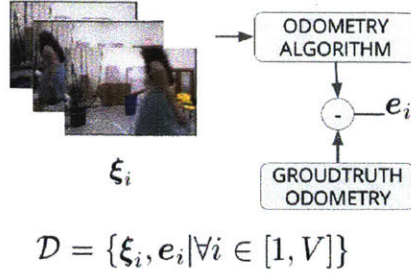 ODOMETRY
ALGORITHM
-
e_i
ξ_i
GROUDTRUTH
ODOMETRY
D = {ξ_i, e_i|∀i ∈ [1, V]}